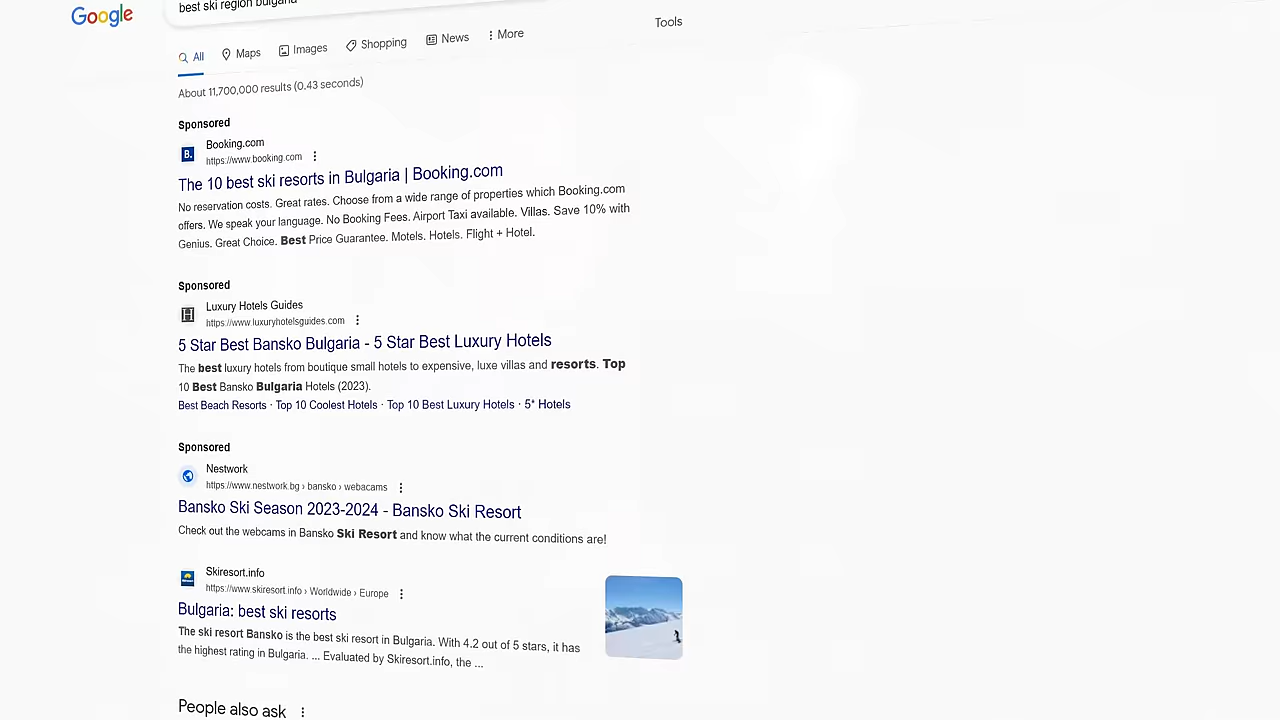 Google
best ski region bulgaria
All
Maps
Images
Shopping
News
More
Tools
About 11,700,000 results (0.43 seconds)
Sponsored
B.
Booking.com
https://www.booking.com
The 10 best ski resorts in Bulgaria | Booking.com
No reservation costs. Great rates. Choose from a wide range of properties which Booking.com
offers. We speak your language. No Booking Fees. Airport Taxi available. Villas. Save 10% with
Genius. Great Choice. Best Price Guarantee. Motels. Hotels. Flight + Hotel.
Sponsored
H
Luxury Hotels Guides
https://www.luxuryhotelsguides.com
5 Star Best Bansko Bulgaria - 5 Star Best Luxury Hotels
The best luxury hotels from boutique small hotels to expensive, luxe villas and resorts. Top
10 Best Bansko Bulgaria Hotels (2023).
Best Beach Resorts · Top 10 Coolest Hotels · Top 10 Best Luxury Hotels · 5* Hotels
Sponsored
Nestwork
https://www.nestwork.bg › bansko › webacams
Bansko Ski Season 2023-2024 - Bansko Ski Resort
Check out the webcams in Bansko Ski Resort and know what the current conditions are!
Skiresort.info
https://www.skiresort.info › Worldwide › Europe
Bulgaria: best ski resorts
The ski resort Bansko is the best ski resort in Bulgaria. With 4.2 out of 5 stars, it has
the highest rating in Bulgaria. ... Evaluated by Skiresort.info, the ...
People also ask